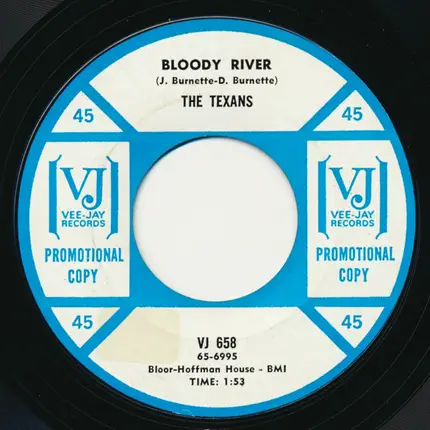 BLOODY RIVER
(J. Burnette-D. Burnette)
THE TEXANS
45
45
VJ
VEE-JAY
RECORDS
PROMOTIONAL
COPY
VJ
VEE-JAY
RECORDS
PROMOTIONAL
COPY
45
45
VJ 658
65-6995
Bloor-Hoffman House - BMI
TIME: 1:53